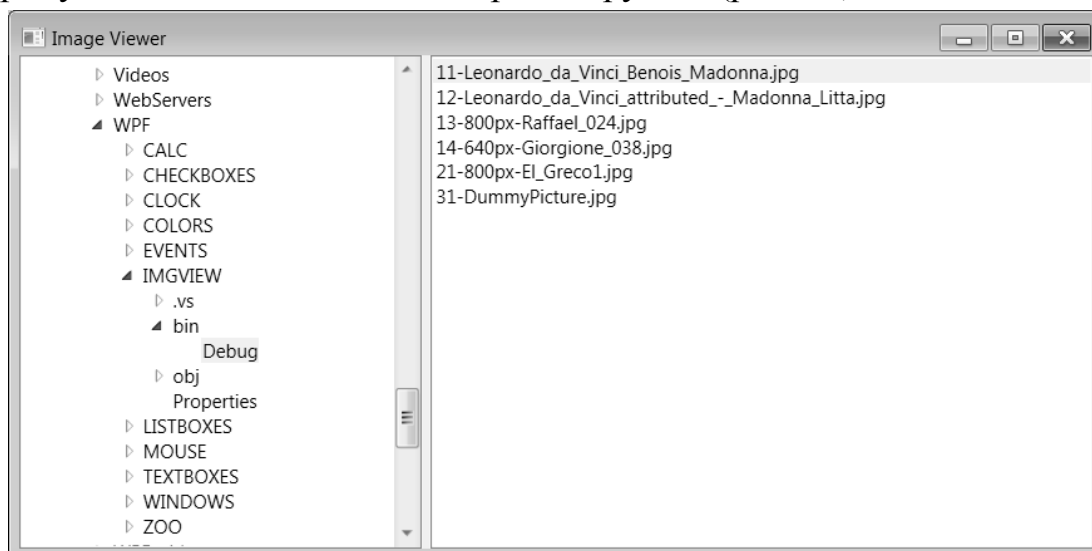 Image Viewer
Videos
WebServers
WPF
CALC
CHECKBOXES
CLOCK
COLORS
EVENTS
IMGVIEW
.vs
bin
Debug
obj
Properties
LISTBOXES
MOUSE
TEXTBOXES
WINDOWS
ZOO
11-Leonardo_da_Vinci_Benois_Madonna.jpg
12-Leonardo_da_Vinci_attributed_-_Madonna_Litta.jpg
13-800px-Raffael_024.jpg
14-640px-Giorgione_038.jpg
21-800px-El_Greco1.jpg
31-DummyPicture.jpg